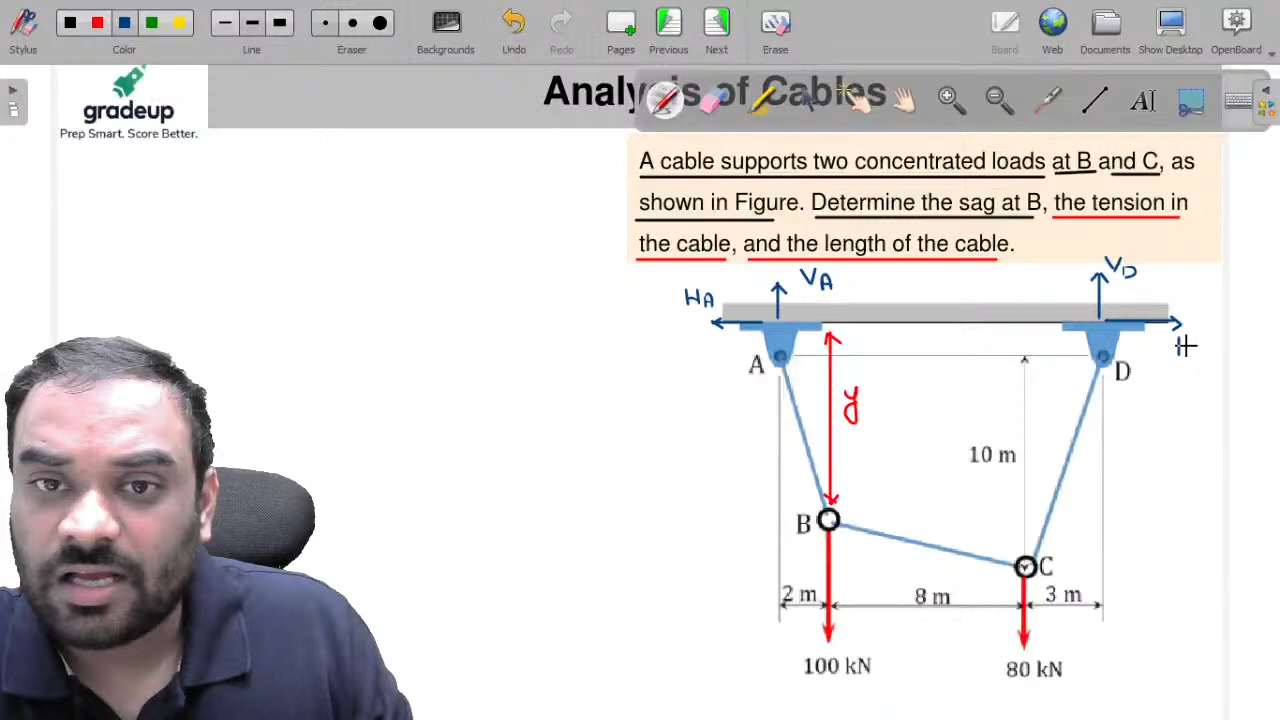 Stylus
Color
Line
Eraser
Backgrounds
Undo
Redo
Pages
Previous
Next
Erase
Board
Web
Documents
Show Desktop
OpenBoard
gradeup
Prep Smart. Score Better.
Analysis of Cables
A cable supports two concentrated loads at B and C, as
shown in Figure. Determine the sag at B, the tension in
the cable, and the length of the cable.
HA
VA
VD
H
A
D
y
10 m
B
C
2 m
8 m
3 m
100 kN
80 kN